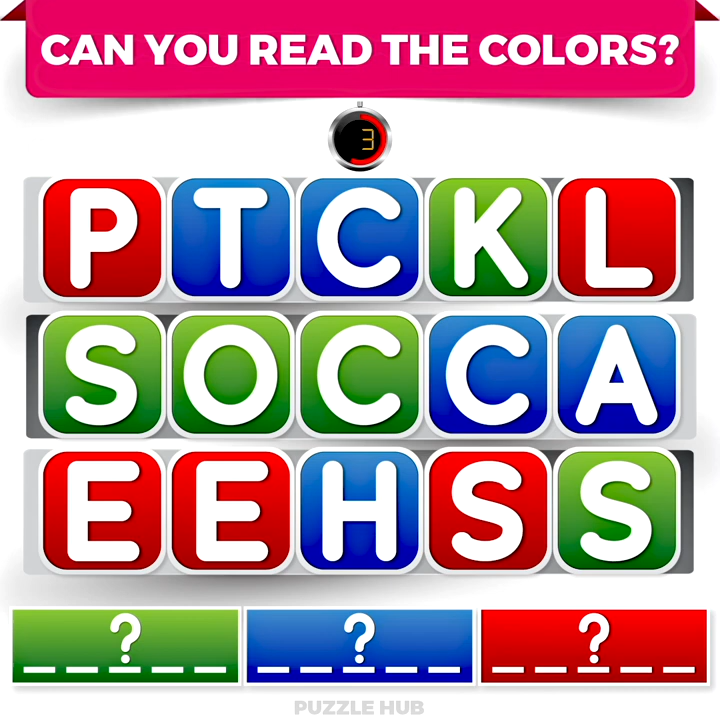 CAN YOU READ THE COLORS?
3
PTCKL
SOCCA
EEHSS
? ? ?
_ _ _ _ _ _ _ _ _ _ _ _ _ _ _
PUZZLE HUB